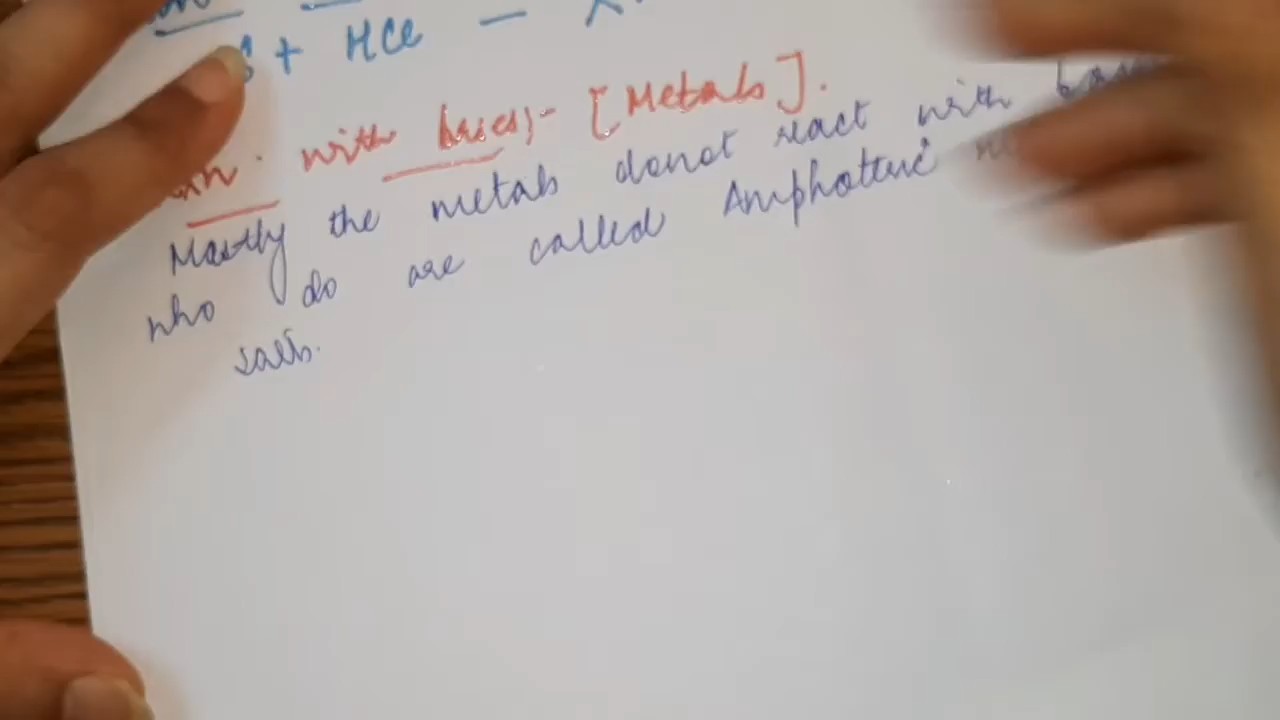 + HCl -
with bases;- [Metals].
Mostly the metals donot react with
who do are called Amphoteric
salts.